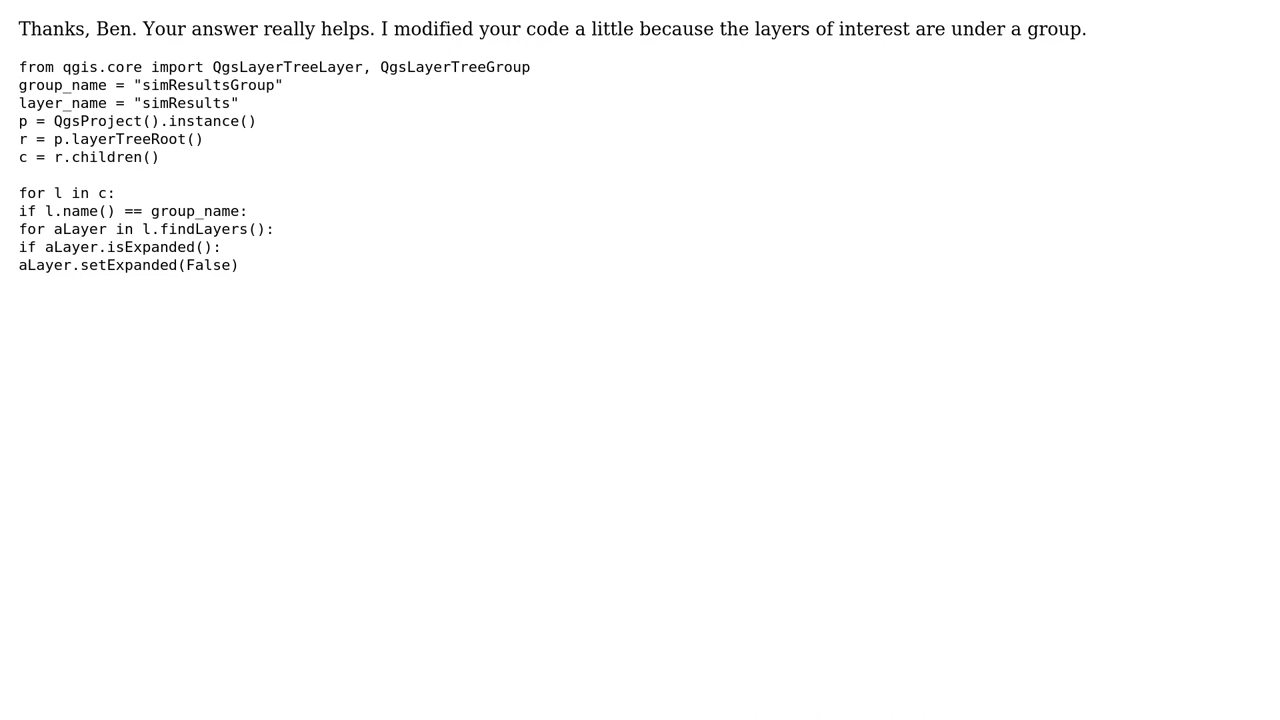 Thanks, Ben. Your answer really helps. I modified your code a little because the layers of interest are under a group.
from qgis.core import QgsLayerTreeLayer, QgsLayerTreeGroup
group_name = "simResultsGroup"
layer_name = "simResults"
p = QgsProject().instance()
r = p.layerTreeRoot()
c = r.children()
for l in c:
if l.name() == group_name:
for aLayer in l.findLayers():
if aLayer.isExpanded():
aLayer.setExpanded(False)